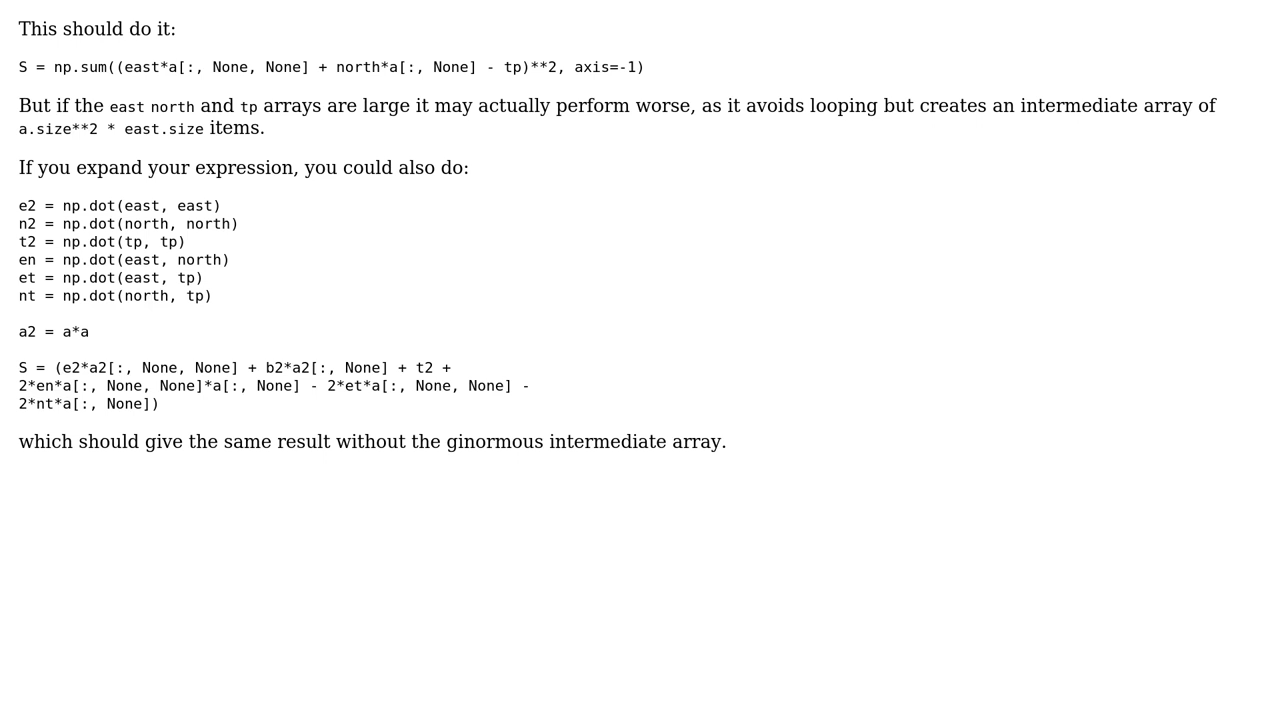 This should do it:
S = np.sum((east*a[:, None, None] + north*a[:, None] - tp)**2, axis=-1)
But if the east north and tp arrays are large it may actually perform worse, as it avoids looping but creates an intermediate array of
a.size**2 * east.size items.
If you expand your expression, you could also do:
e2 = np.dot(east, east)
n2 = np.dot(north, north)
t2 = np.dot(tp, tp)
en = np.dot(east, north)
et = np.dot(east, tp)
nt = np.dot(north, tp)
a2 = a*a
S = (e2*a2[:, None, None] + b2*a2[:, None] + t2 +
2*en*a[:, None, None]*a[:, None] - 2*et*a[:, None, None] -
2*nt*a[:, None])
which should give the same result without the ginormous intermediate array.